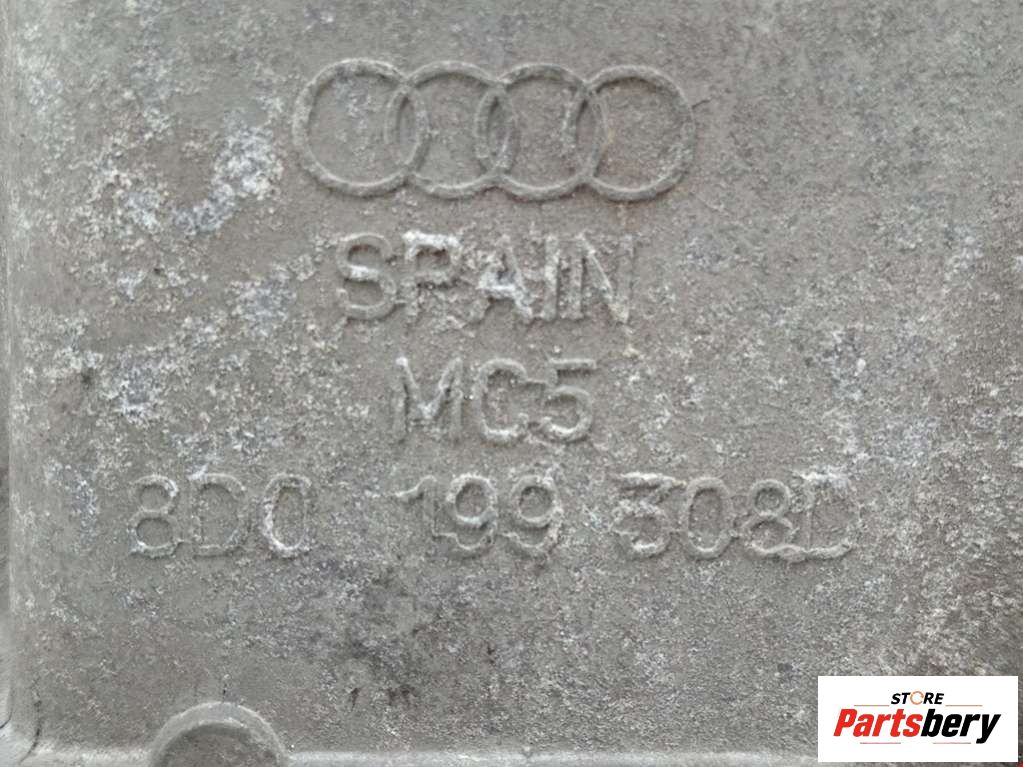 SPAIN
MC5
8D0 199 308D
STORE
Partsbery